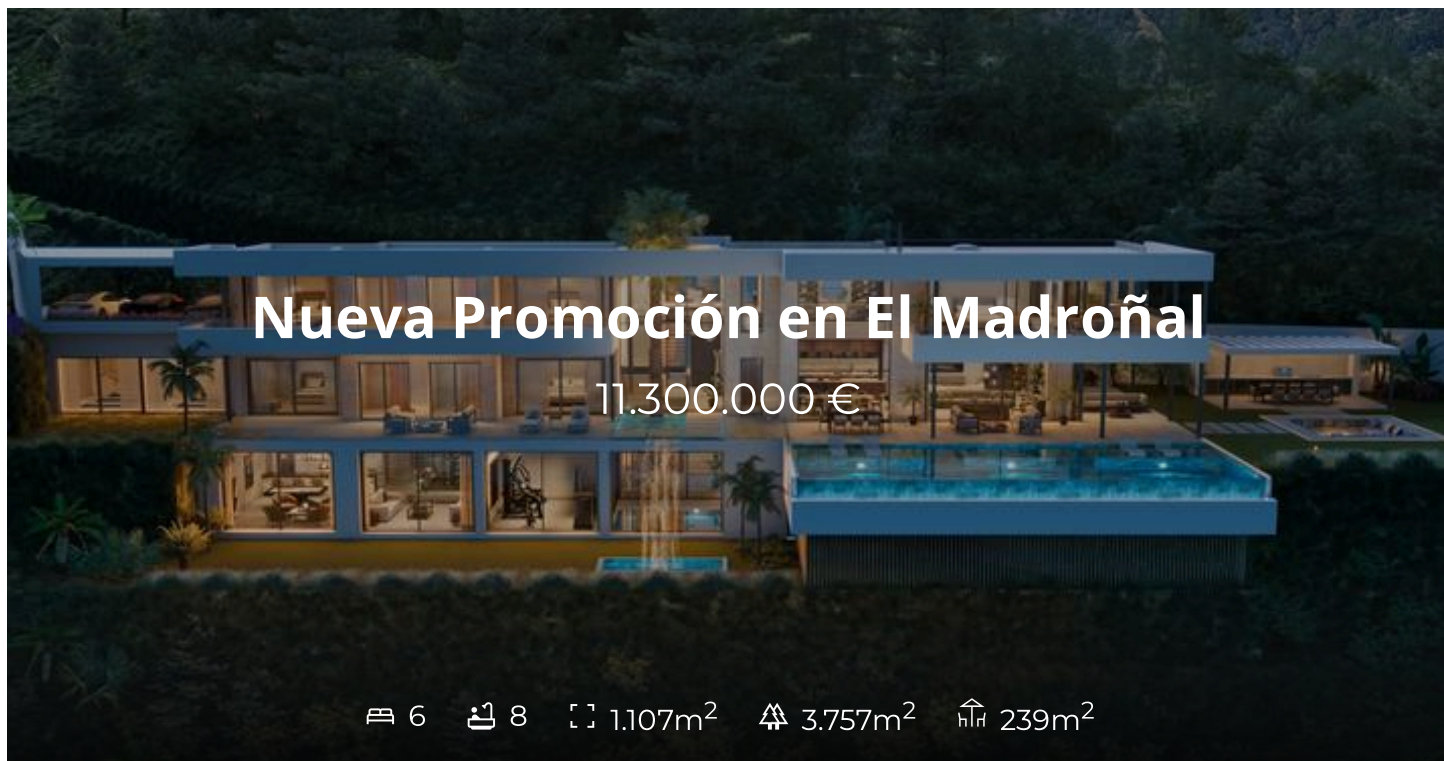 Nueva Promoción en El Madroñal
11.300.000 €
6 8 1.107m² 3.757m² 239m²